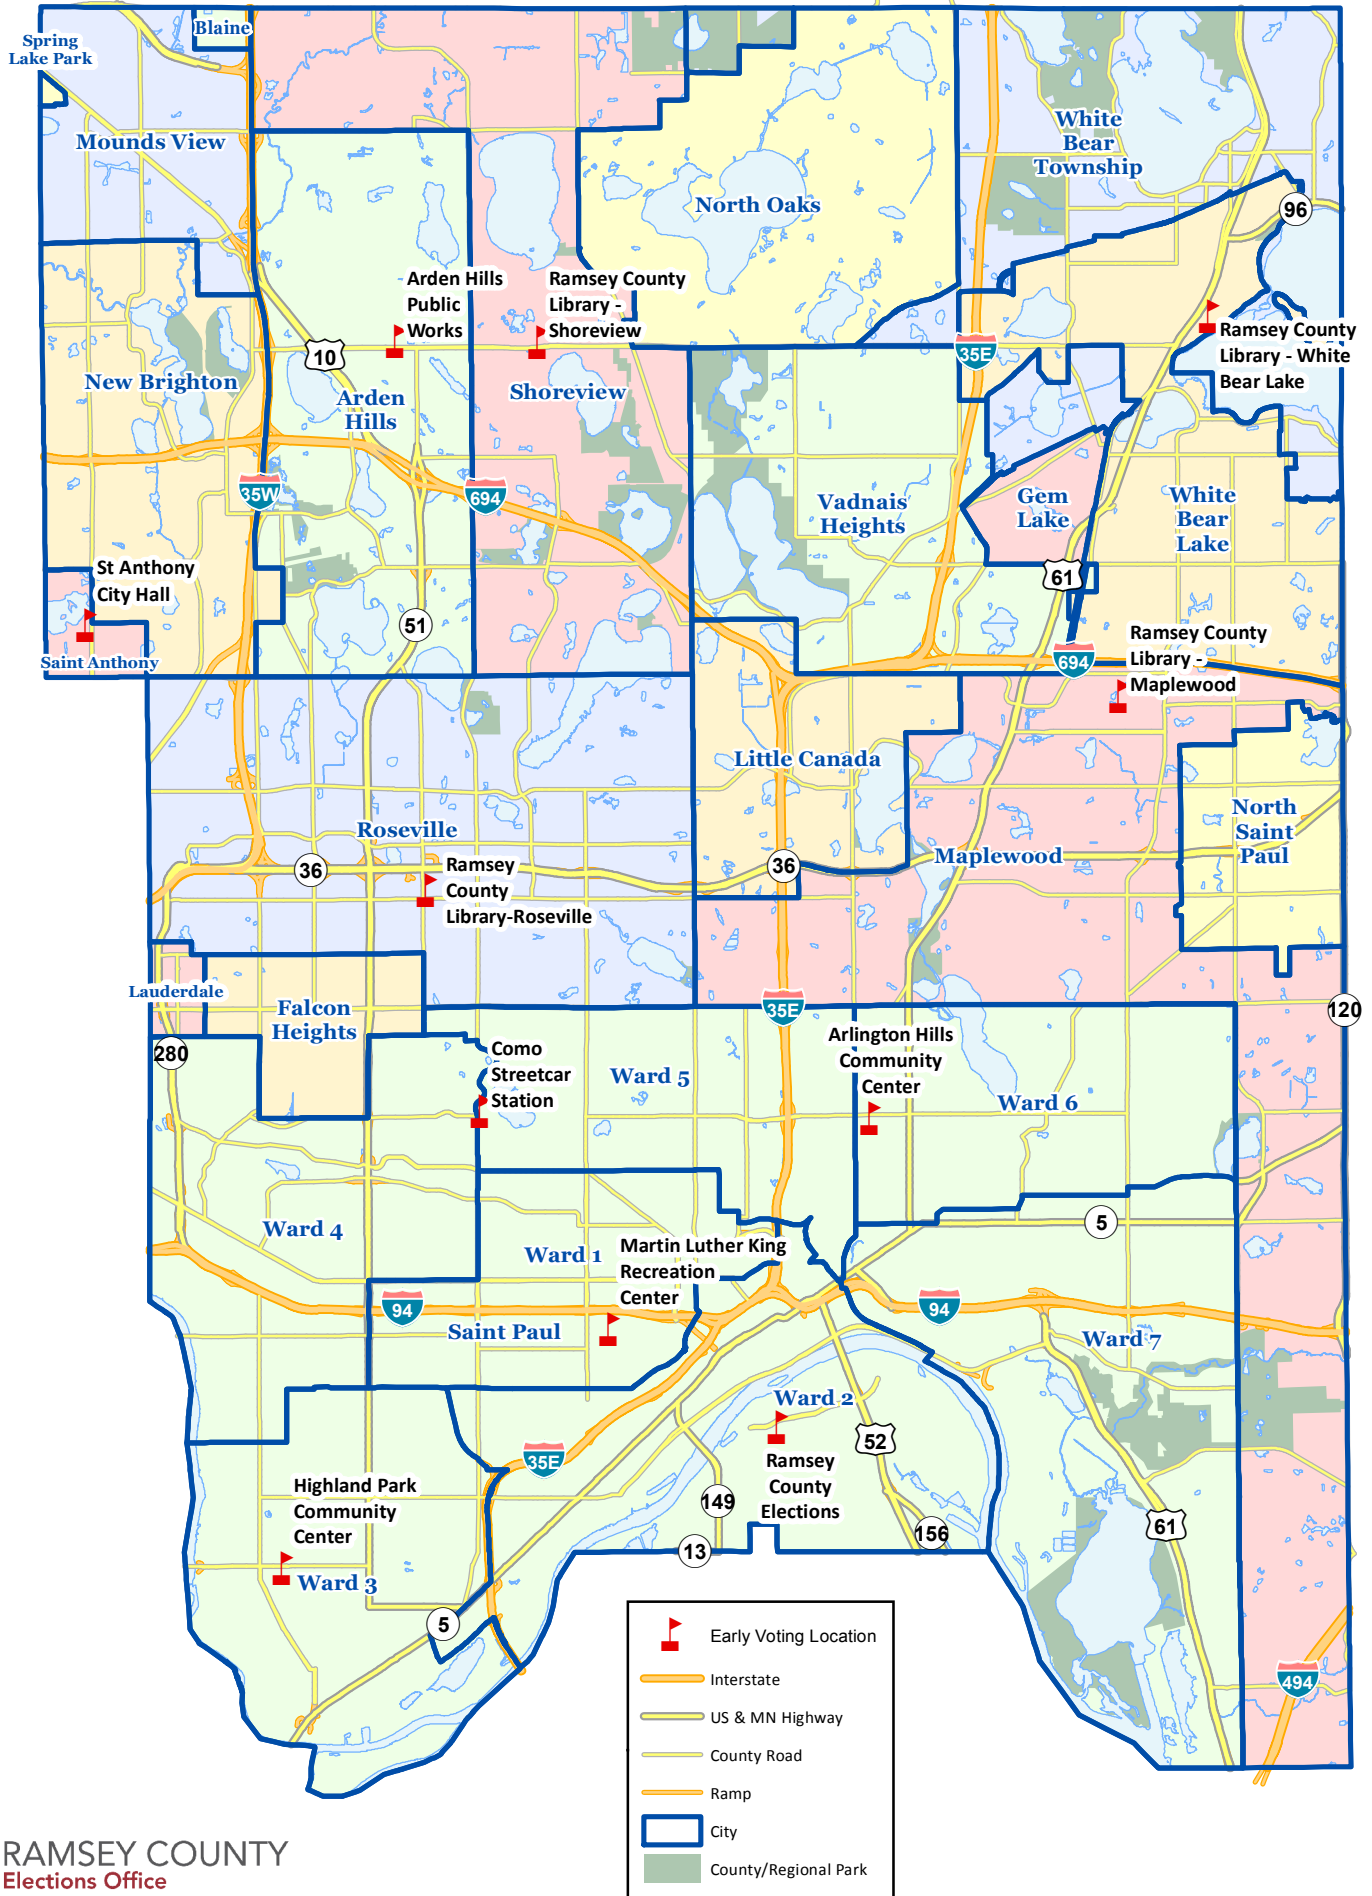 Blaine
Spring
Lake Park
Mounds View
White
Bear
Township
North Oaks
96
Arden Hills
Public
Works
Ramsey County
Library -
Shoreview
Ramsey County
Library - White
Bear Lake
10
35E
New Brighton
Arden
Hills
Shoreview
35W
694
Vadnais
Heights
Gem
Lake
White
Bear
Lake
St Anthony
City Hall
61
51
Saint Anthony
694
Ramsey County
Library -
Maplewood
Little Canada
North
Saint
Paul
Roseville
Maplewood
36
36
Ramsey
County
Library-Roseville
Lauderdale
Falcon
Heights
35E
120
280
Como
Streetcar
Station
Ward 5
Arlington Hills
Community
Center
Ward 6
Ward 4
5
Ward 1
Martin Luther King
Recreation
Center
94
94
Saint Paul
Ward 7
Ward 2
52
35E
Ramsey
County
Elections
Highland Park
Community
Center
149
156
61
13
Ward 3
5
494
Early Voting Location
Interstate
US & MN Highway
County Road
Ramp
City
County/Regional Park
RAMSEY COUNTY
Elections Office